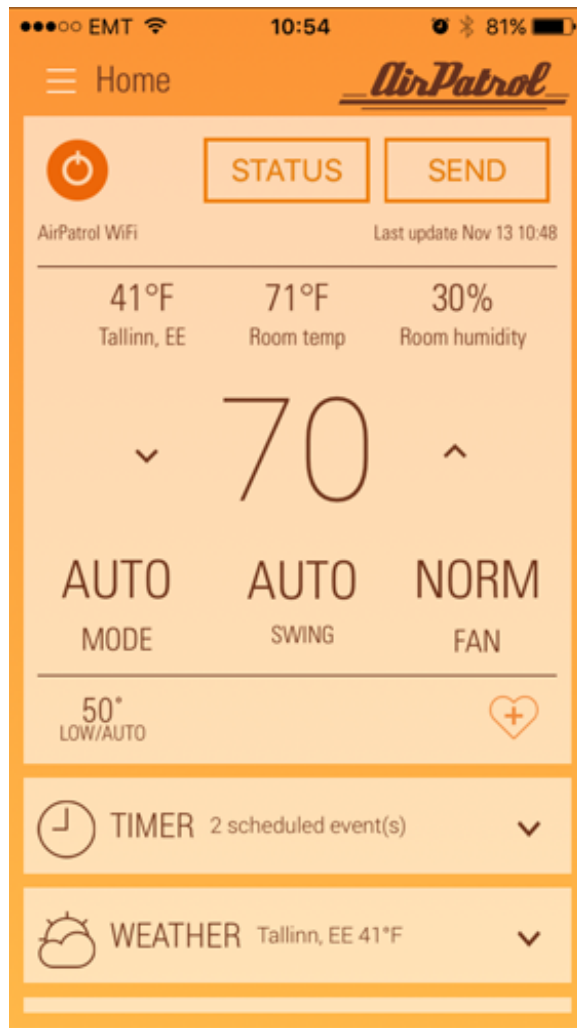 EMT 10:54 81%
Home AirPatrol
STATUS SEND
AirPatrol WiFi Last update Nov 13 10:48
41°F 71°F 30%
Tallinn, EE Room temp Room humidity
70
AUTO AUTO NORM
MODE SWING FAN
50°
LOW/AUTO
TIMER 2 scheduled event(s)
WEATHER Tallinn, EE 41°F